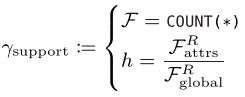 γ_support := { ℱ = COUNT(*)
h = ℱ^R_attrs / ℱ^R_global